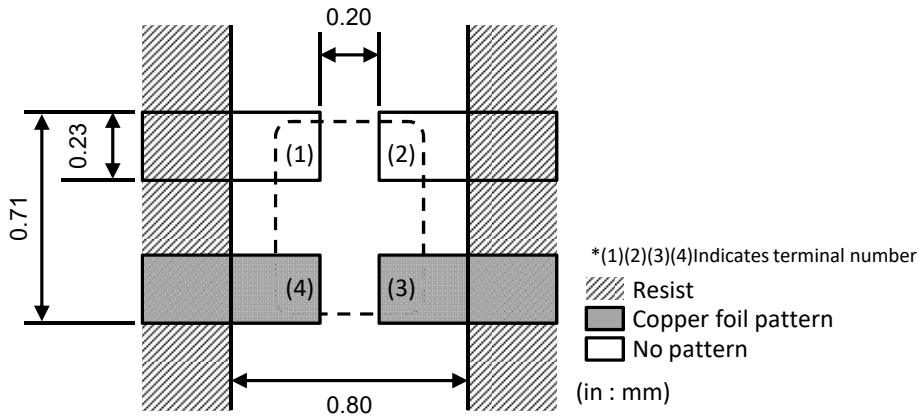 0.20
0.23
0.71
(1)
(2)
(4)
(3)
0.80
*(1)(2)(3)(4)Indicates terminal number
Resist
Copper foil pattern
No pattern
(in : mm)